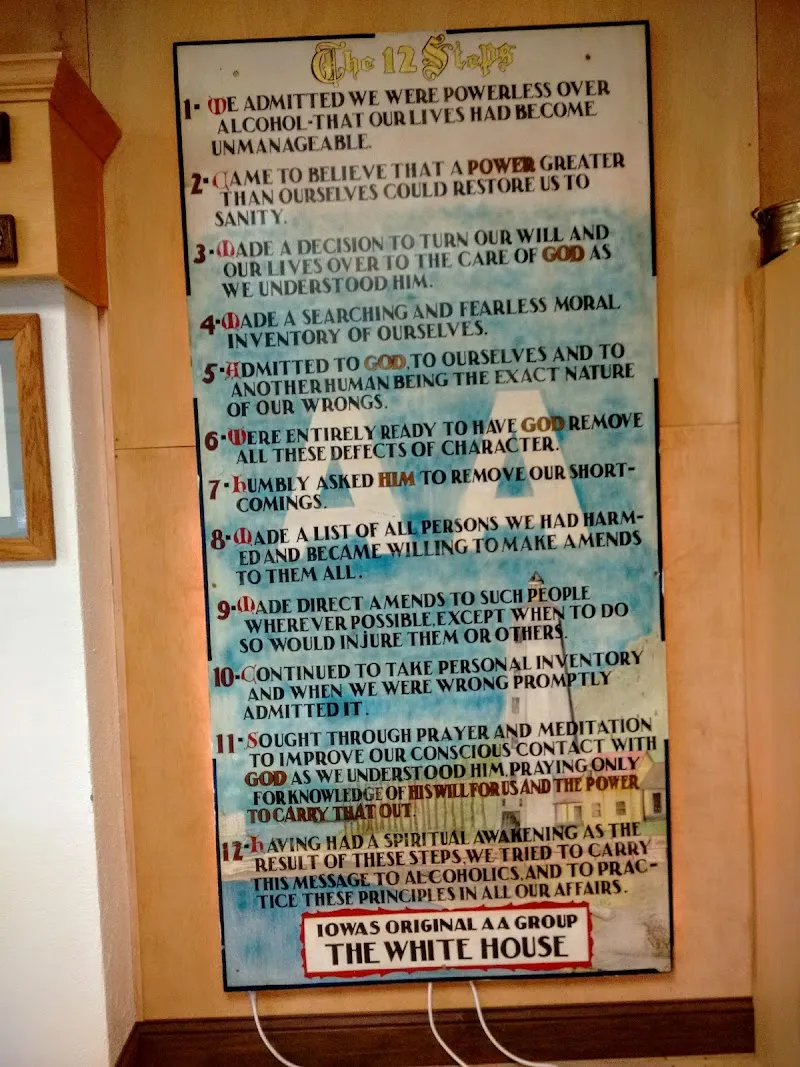 The 12 Steps
1- WE ADMITTED WE WERE POWERLESS OVER
ALCOHOL-THAT OUR LIVES HAD BECOME
UNMANAGEABLE.
2- CAME TO BELIEVE THAT A POWER GREATER
THAN OURSELVES COULD RESTORE US TO
SANITY.
3- MADE A DECISION TO TURN OUR WILL AND
OUR LIVES OVER TO THE CARE OF GOD AS
WE UNDERSTOOD HIM.
4- MADE A SEARCHING AND FEARLESS MORAL
INVENTORY OF OURSELVES.
5- ADMITTED TO GOD, TO OURSELVES AND TO
ANOTHER HUMAN BEING THE EXACT NATURE
OF OUR WRONGS.
6- WERE ENTIRELY READY TO HAVE GOD REMOVE
ALL THESE DEFECTS OF CHARACTER.
7- HUMBLY ASKED HIM TO REMOVE OUR SHORT-
COMINGS.
8- MADE A LIST OF ALL PERSONS WE HAD HARM-
ED AND BECAME WILLING TO MAKE AMENDS
TO THEM ALL.
9- MADE DIRECT AMENDS TO SUCH PEOPLE
WHEREVER POSSIBLE, EXCEPT WHEN TO DO
SO WOULD INJURE THEM OR OTHERS.
10- CONTINUED TO TAKE PERSONAL INVENTORY
AND WHEN WE WERE WRONG PROMPTLY
ADMITTED IT.
11- SOUGHT THROUGH PRAYER AND MEDITATION
TO IMPROVE OUR CONSCIOUS CONTACT WITH
GOD AS WE UNDERSTOOD HIM, PRAYING ONLY
FOR KNOWLEDGE OF HIS WILL FOR US AND THE POWER
TO CARRY THAT OUT.
12- HAVING HAD A SPIRITUAL AWAKENING AS THE
RESULT OF THESE STEPS, WE TRIED TO CARRY
THIS MESSAGE TO ALCOHOLICS, AND TO PRAC-
TICE THESE PRINCIPLES IN ALL OUR AFFAIRS.
AA
IOWAS ORIGINAL AA GROUP
THE WHITE HOUSE